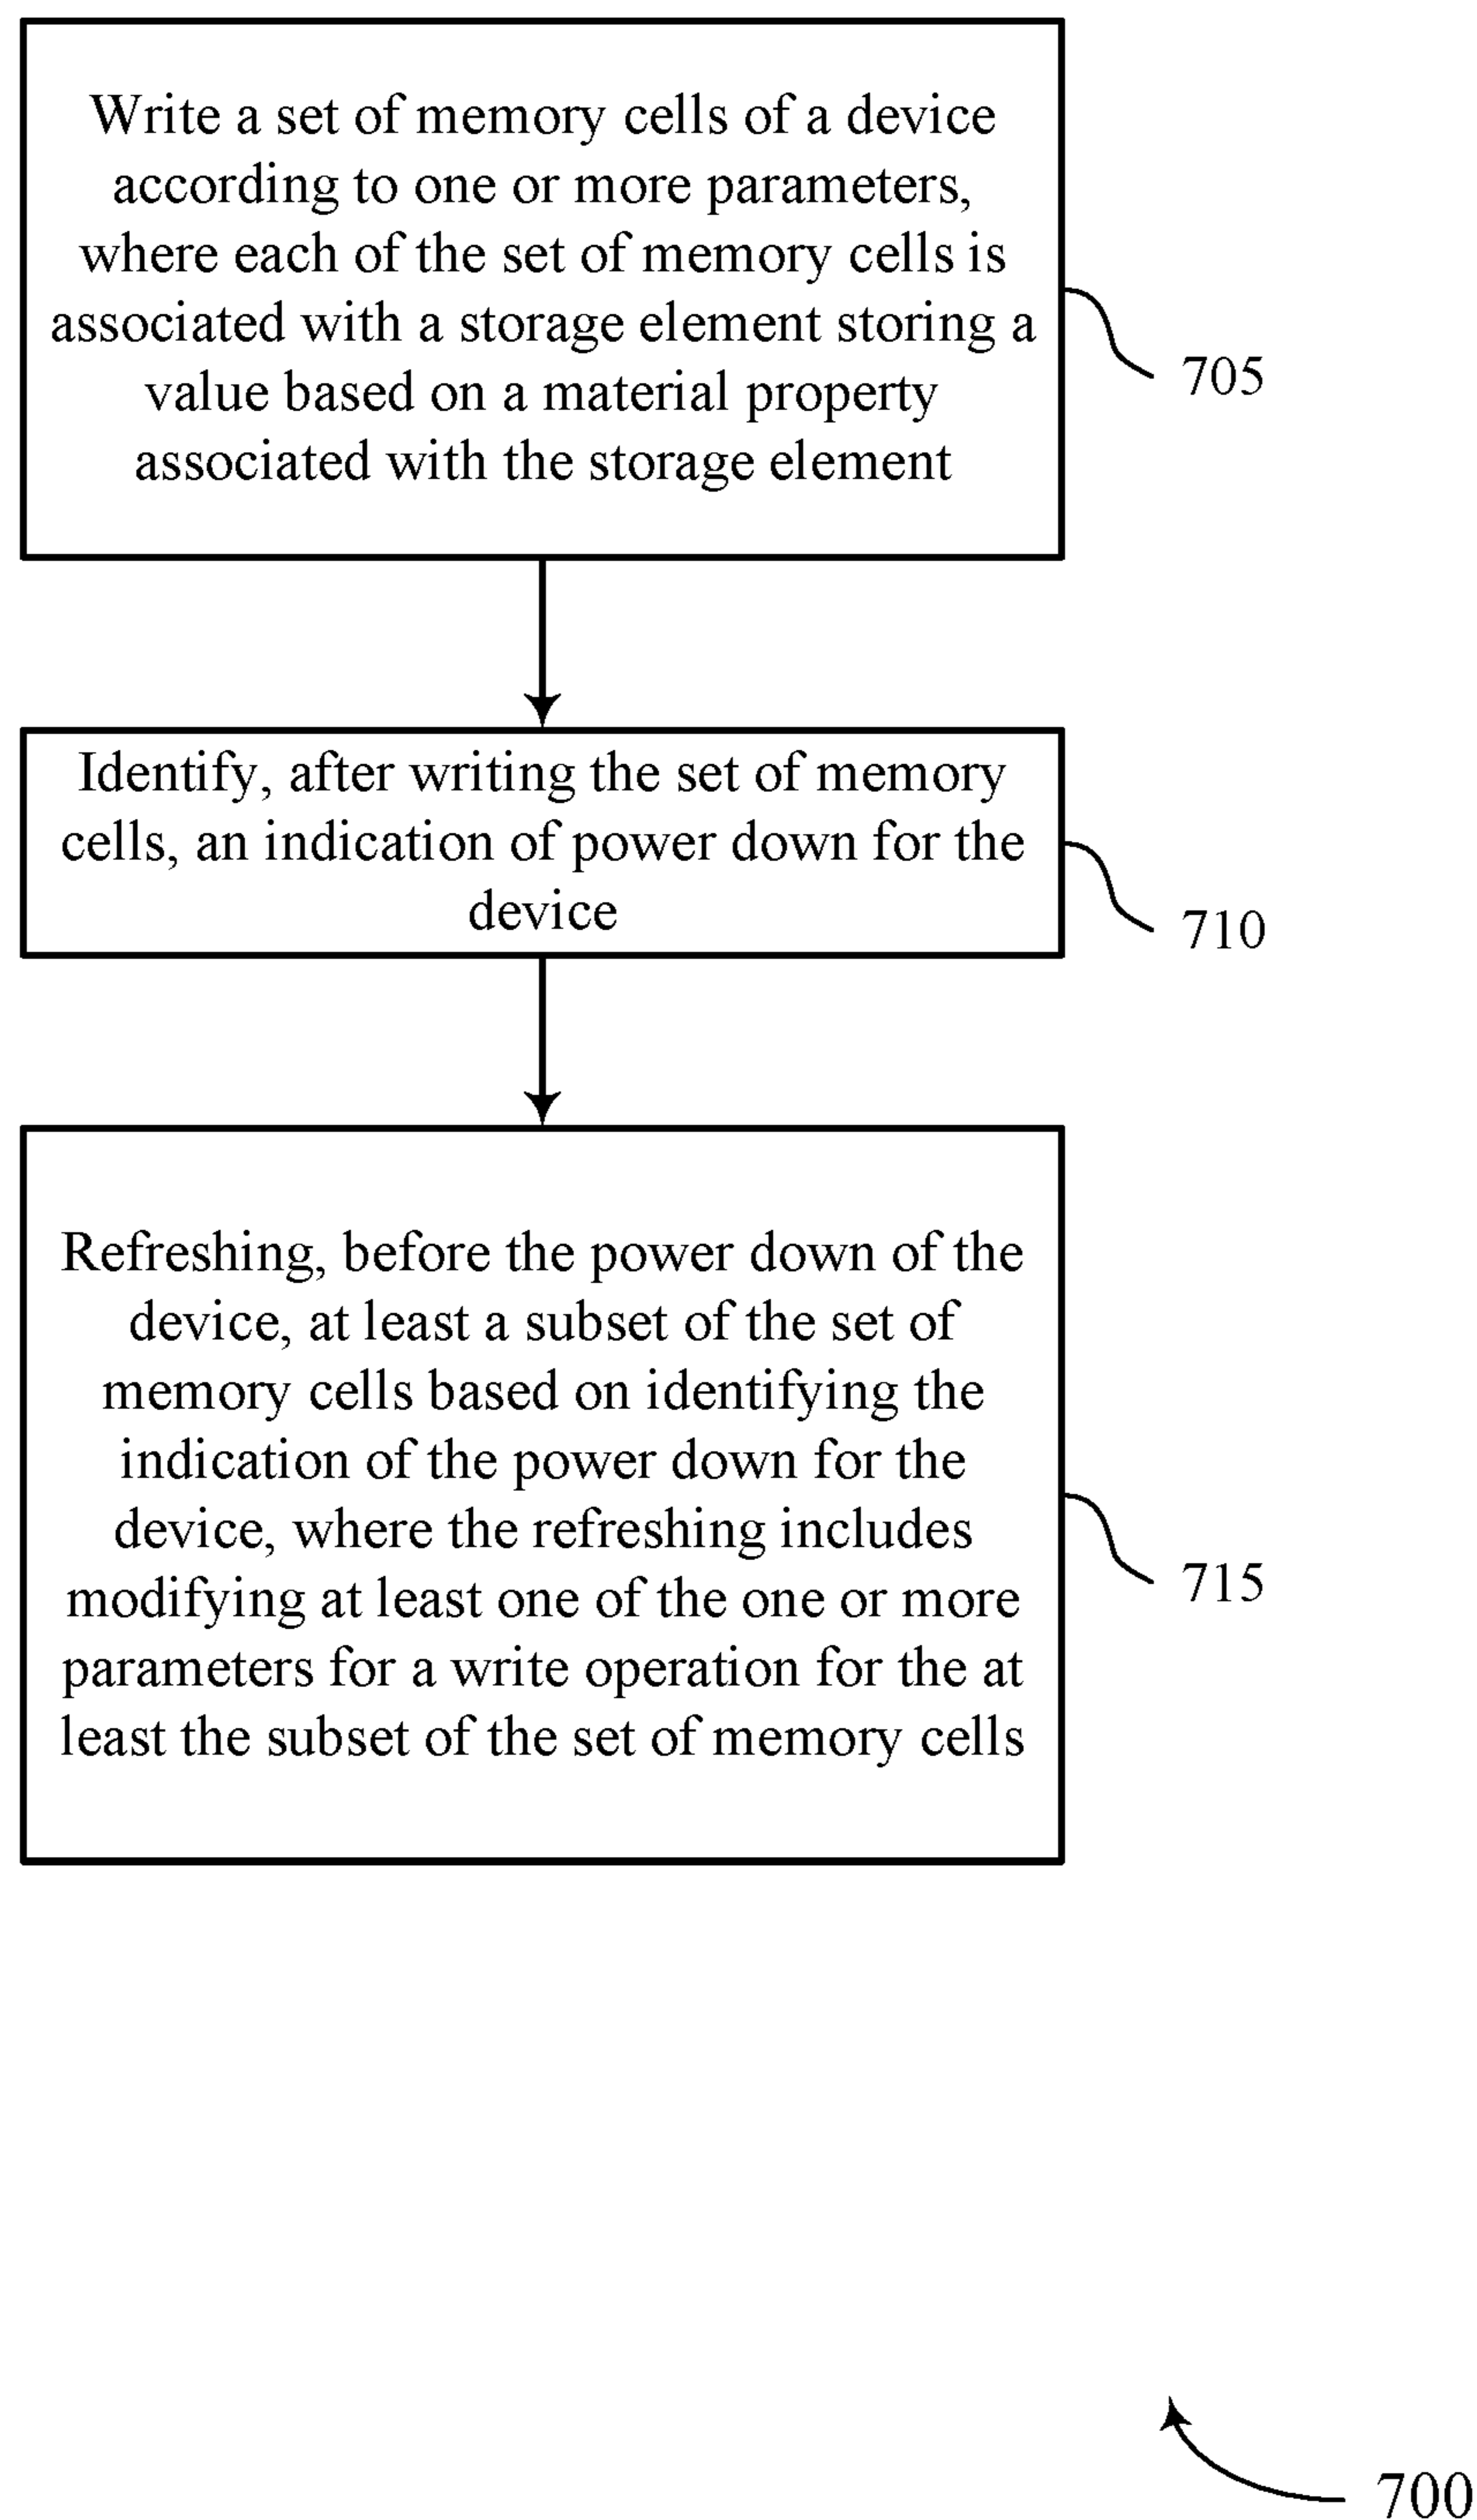 Write a set of memory cells of a device
according to one or more parameters,
where each of the set of memory cells is
associated with a storage element storing a
value based on a material property
associated with the storage element
705
Identify, after writing the set of memory
cells, an indication of power down for the
device
710
Refreshing, before the power down of the
device, at least a subset of the set of
memory cells based on identifying the
indication of the power down for the
device, where the refreshing includes
modifying at least one of the one or more
parameters for a write operation for the at
least the subset of the set of memory cells
715
700